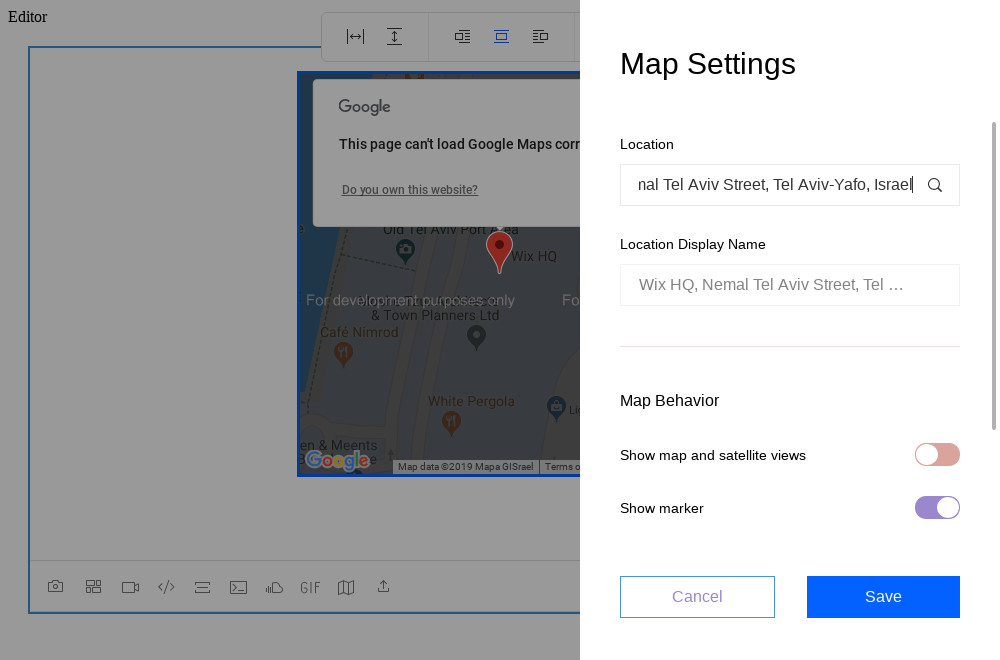 Editor
Map Settings
Location
nal Tel Aviv Street, Tel Aviv-Yafo, Israel
Location Display Name
Wix HQ, Nemal Tel Aviv Street, Tel …
Map Behavior
Show map and satellite views
Show marker
Cancel
Save
Google
This page can't load Google Maps corr
Do you own this website?
Old Tel Aviv Port Area
Wix HQ
For development purposes only
Fo
& Town Planners Ltd
Café Nimrod
White Pergola
Lig
en & Meents
Google
Map data ©2019 Mapa GISrael
Terms o
GIF